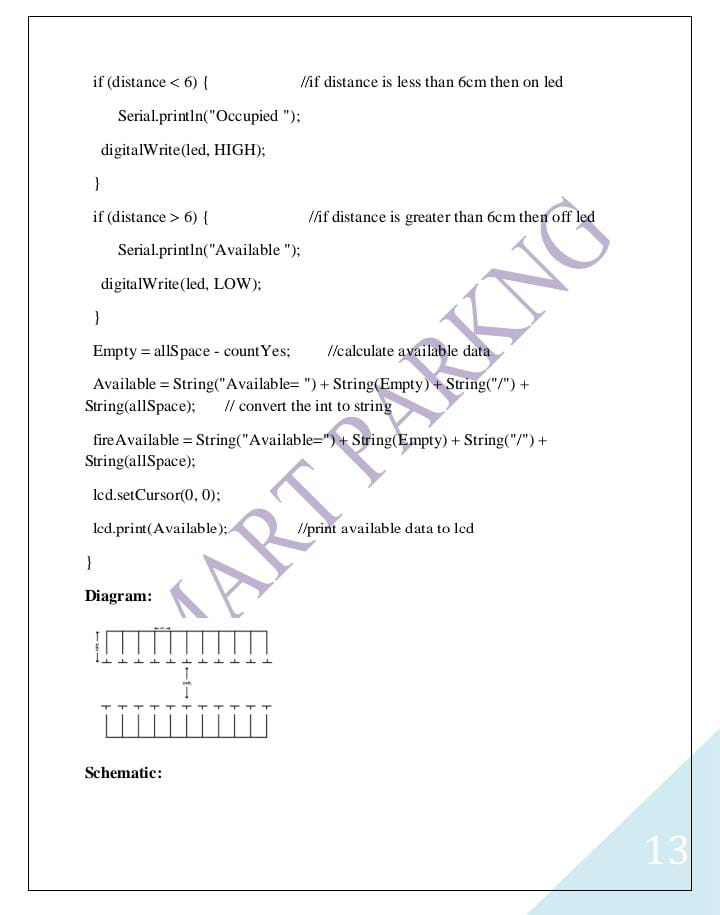 if (distance < 6) { //if distance is less than 6cm then on led
Serial.println("Occupied ");
digitalWrite(led, HIGH);
}
if (distance > 6) { //if distance is greater than 6cm then off led
Serial.println("Available ");
digitalWrite(led, LOW);
}
Empty = allSpace - countYes; //calculate available data
Available = String("Available= ") + String(Empty) + String("/") +
String(allSpace); // convert the int to string
fireAvailable = String("Available=") + String(Empty) + String("/") +
String(allSpace);
lcd.setCursor(0, 0);
lcd.print(Available); //print available data to lcd
}
MART PARKNG
Diagram:
Schematic:
13